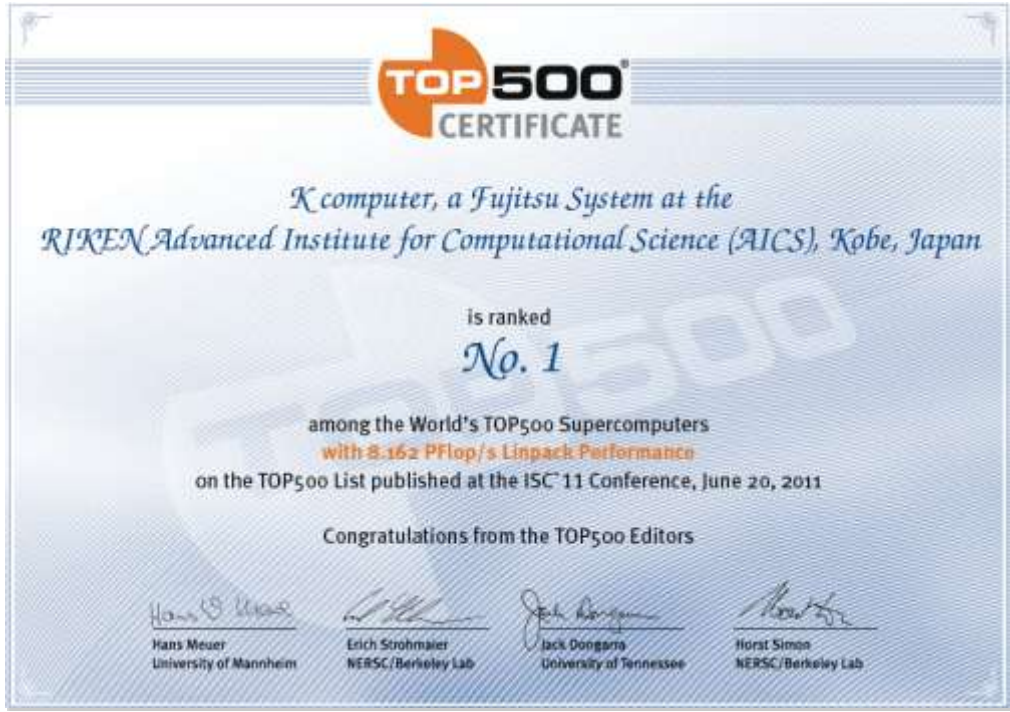 TOP500®
CERTIFICATE
K computer, a Fujitsu System at the
RIKEN Advanced Institute for Computational Science (AICS), Kobe, Japan
is ranked
No. 1
among the World's TOP500 Supercomputers
with 8.162 PFlop/s Linpack Performance
on the TOP500 List published at the ISC`11 Conference, June 20, 2011
Congratulations from the TOP500 Editors
Hans Meuer
University of Mannheim
Erich Strohmaier
NERSC/Berkeley Lab
Jack Dongarra
University of Tennessee
Horst Simon
NERSC/Berkeley Lab